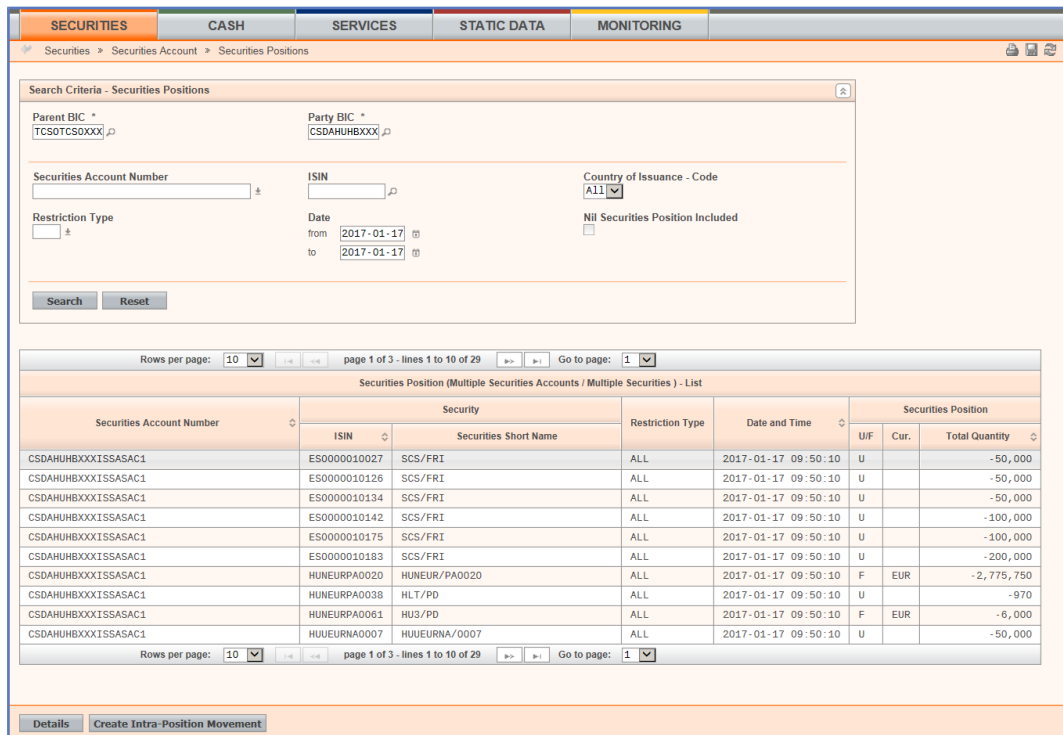 SECURITIES CASH SERVICES STATIC DATA MONITORING
Securities » Securities Account » Securities Positions
Search Criteria - Securities Positions
Parent BIC * Party BIC *
TCSOTCSOXXX CSDAHUHBXXX
Securities Account Number ISIN Country of Issuance - Code
All
Restriction Type Date Nil Securities Position Included
from 2017-01-17
to 2017-01-17
Search Reset
Rows per page: 10 page 1 of 3 - lines 1 to 10 of 29 Go to page: 1
Securities Position (Multiple Securities Accounts / Multiple Securities ) - List
Securities Account Number Security Restriction Type Date and Time Securities Position
ISIN Securities Short Name U/F Cur. Total Quantity
CSDAHUHBXXXISSASAC1 ES0000010027 SCS/FRI ALL 2017-01-17 09:50:10 U -50,000
CSDAHUHBXXXISSASAC1 ES0000010126 SCS/FRI ALL 2017-01-17 09:50:10 U -50,000
CSDAHUHBXXXISSASAC1 ES0000010134 SCS/FRI ALL 2017-01-17 09:50:10 U -50,000
CSDAHUHBXXXISSASAC1 ES0000010142 SCS/FRI ALL 2017-01-17 09:50:10 U -100,000
CSDAHUHBXXXISSASAC1 ES0000010175 SCS/FRI ALL 2017-01-17 09:50:10 U -100,000
CSDAHUHBXXXISSASAC1 ES0000010183 SCS/FRI ALL 2017-01-17 09:50:10 U -200,000
CSDAHUHBXXXISSASAC1 HUNEURPA0020 HUNEUR/PA0020 ALL 2017-01-17 09:50:10 F EUR -2,775,750
CSDAHUHBXXXISSASAC1 HUNEURPA0038 HLT/PD ALL 2017-01-17 09:50:10 U -970
CSDAHUHBXXXISSASAC1 HUNEURPA0061 HU3/PD ALL 2017-01-17 09:50:10 F EUR -6,000
CSDAHUHBXXXISSASAC1 HUUEURNA0007 HUUEURNA/0007 ALL 2017-01-17 09:50:10 U -50,000
Rows per page: 10 page 1 of 3 - lines 1 to 10 of 29 Go to page: 1
Details Create Intra-Position Movement